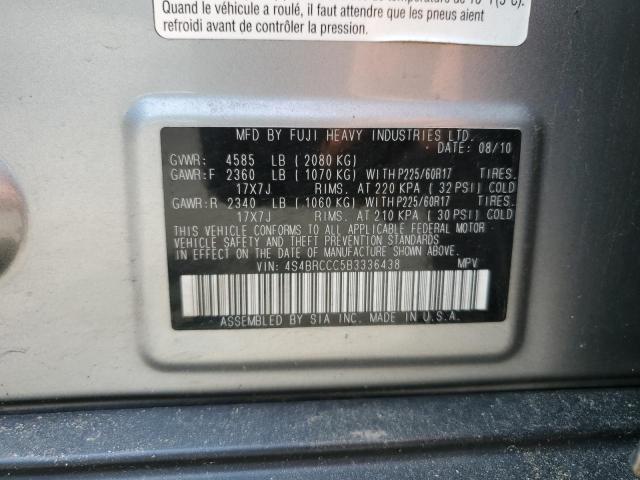 température de
Quand le véhicule a roulé, il faut attendre que les pneus aient
refroidi avant de contrôler la pression.
MFD BY FUJI HEAVY INDUSTRIES LTD.
DATE: 08/10
GVWR: 4585 LB ( 2080 KG)
GAWR:F 2360 LB ( 1070 KG) WITH P225/60R17 TIRES.
17X7J RIMS. AT 220 KPA ( 32 PSI) COLD
GAWR:R 2340 LB ( 1060 KG) WITH P225/60R17 TIRES.
17X7J RIMS. AT 210 KPA ( 30 PSI) COLD
THIS VEHICLE CONFORMS TO ALL APPLICABLE FEDERAL MOTOR
VEHICLE SAFETY AND THEFT PREVENTION STANDARDS
IN EFFECT ON THE DATE OF MANUFACTURE SHOWN ABOVE.
VIN: 4S4BRCCC5B3336438 MPV
ASSEMBLED BY SIA INC. MADE IN U.S.A.